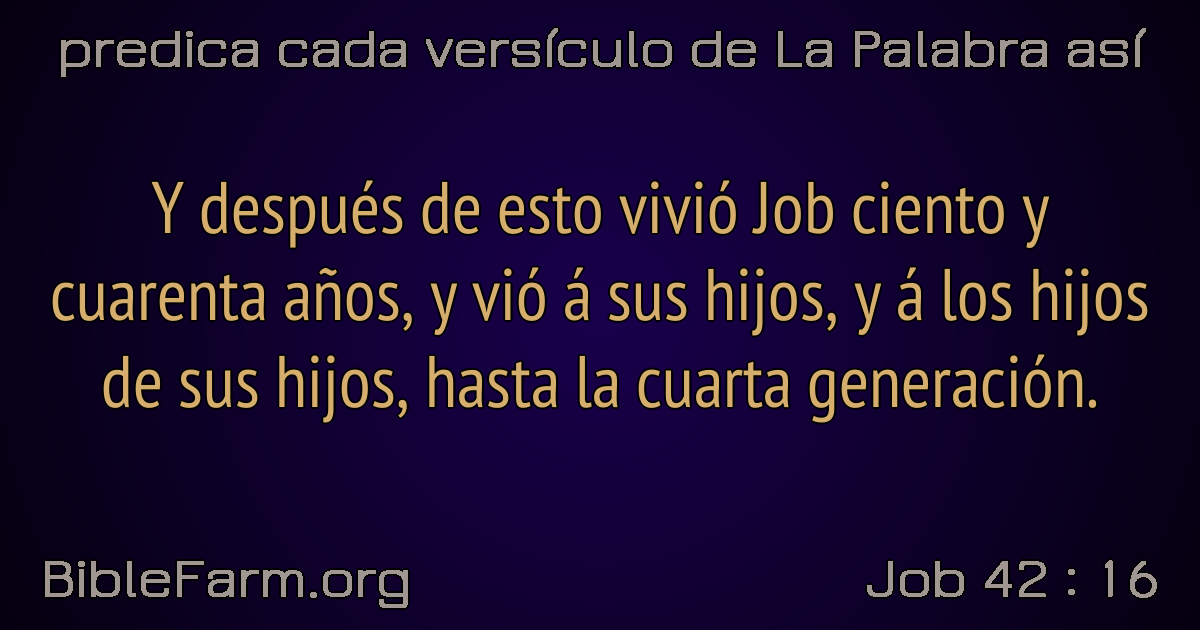 predica cada versículo de La Palabra así
Y después de esto vivió Job ciento y
cuarenta años, y vió á sus hijos, y á los hijos
de sus hijos, hasta la cuarta generación.
BibleFarm.org
Job 42 : 16